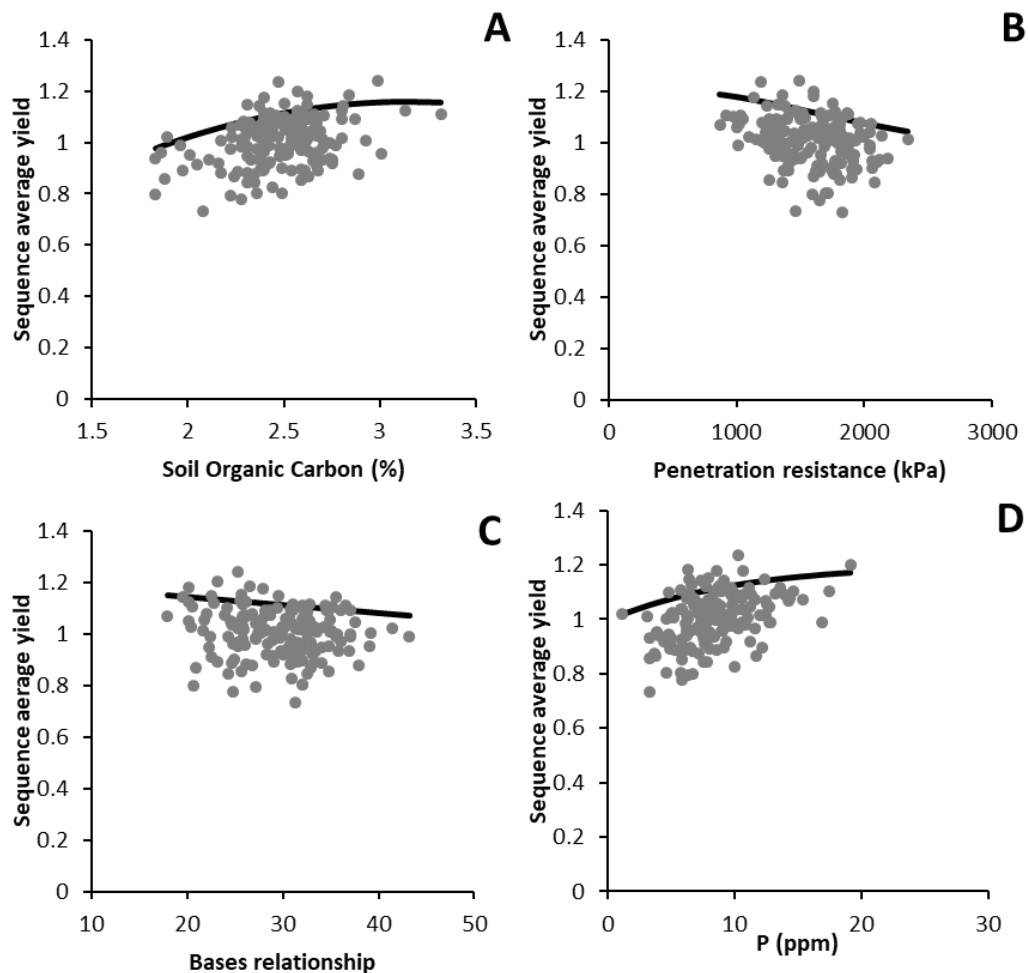 A
1.4
1.2
1
0.8
0.6
0.4
0.2
0
1.5 2 2.5 3 3.5
Sequence average yield
Soil Organic Carbon (%)
B
1.4
1.2
1
0.8
0.6
0.4
0.2
0
0 1000 2000 3000
Sequence average yield
Penetration resistance (kPa)
C
1.4
1.2
1
0.8
0.6
0.4
0.2
0
10 20 30 40 50
Sequence aerage yield
Bases relationship
D
1.4
1.2
1
0.8
0.6
0.4
0.2
0
0 10 20 30
Sequence average yield
P (ppm)